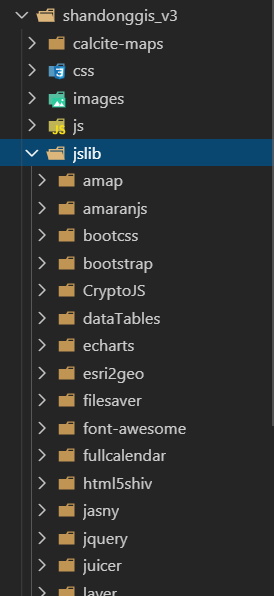 shandonggis_v3
calcite-maps
css
images
js
jslib
amap
amaranjs
bootcss
bootstrap
CryptoJS
dataTables
echarts
esri2geo
filesaver
font-awesome
fullcalendar
html5shiv
jasny
jquery
juicer
layer